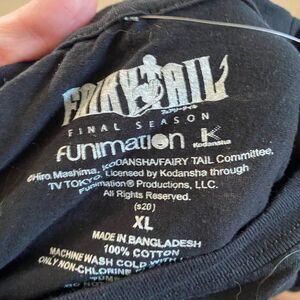 FAIRY TAIL
フェアリーテイル
FINAL SEASON
FUNIMATION K
Kodansha
©Hiro Mashima, KODANSHA/FAIRY TAIL Committee,
TV TOKYO. Licensed by Kodansha through
Funimation® Productions, LLC.
All Rights Reserved.
(s20)
XL
MADE IN BANGLADESH
100% COTTON
MACHINE WASH COLD WITH
ONLY NON-CHLORINE